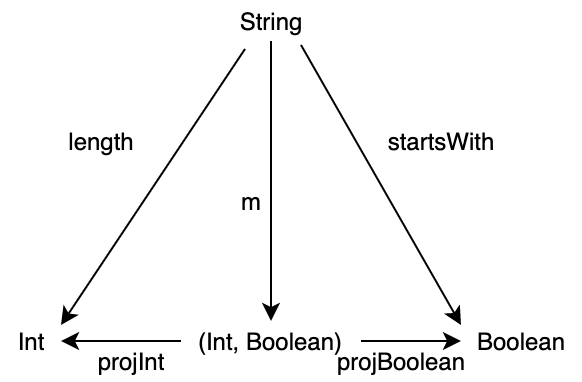 String
length
startsWith
m
Int
(Int, Boolean)
Boolean
projInt
projBoolean